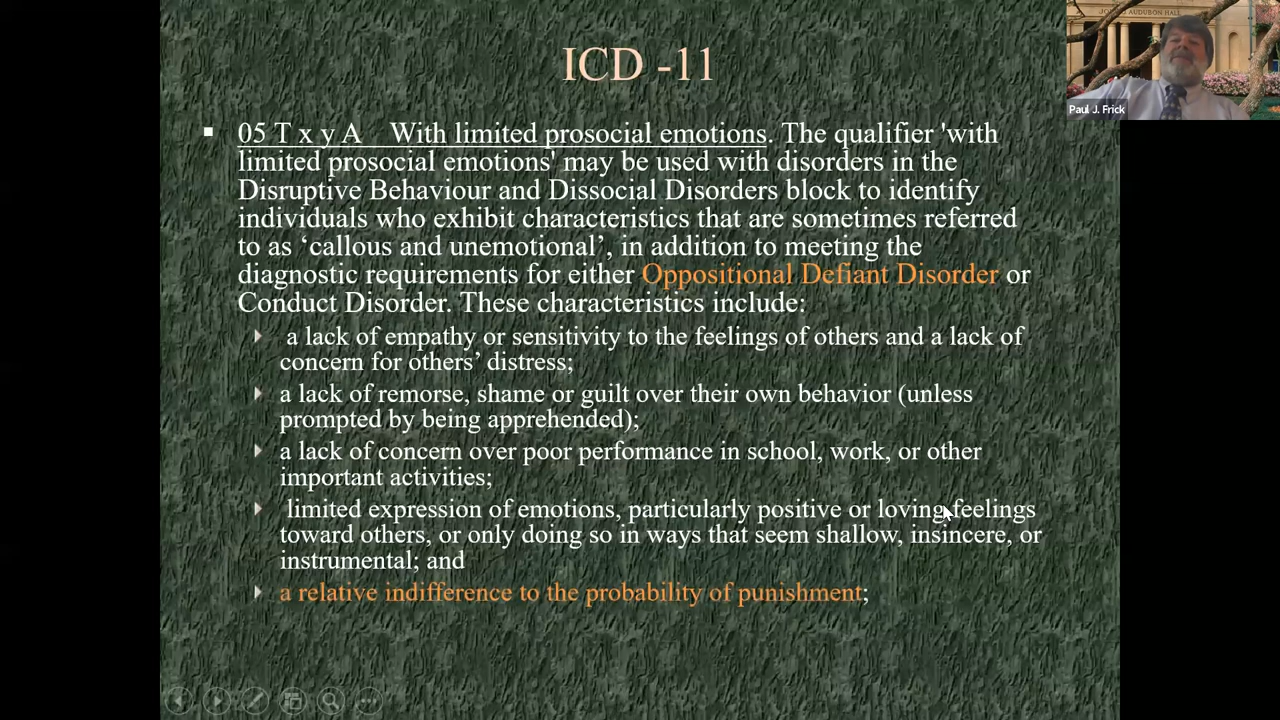 ICD -11
JOHN J. AUDUBON HALL
Paul J. Frick
05 T x y A With limited prosocial emotions. The qualifier 'with
limited prosocial emotions' may be used with disorders in the
Disruptive Behaviour and Dissocial Disorders block to identify
individuals who exhibit characteristics that are sometimes referred
to as ‘callous and unemotional’, in addition to meeting the
diagnostic requirements for either Oppositional Defiant Disorder or
Conduct Disorder. These characteristics include:
a lack of empathy or sensitivity to the feelings of others and a lack of
concern for others’ distress;
a lack of remorse, shame or guilt over their own behavior (unless
prompted by being apprehended);
a lack of concern over poor performance in school, work, or other
important activities;
limited expression of emotions, particularly positive or loving feelings
toward others, or only doing so in ways that seem shallow, insincere, or
instrumental; and
a relative indifference to the probability of punishment;